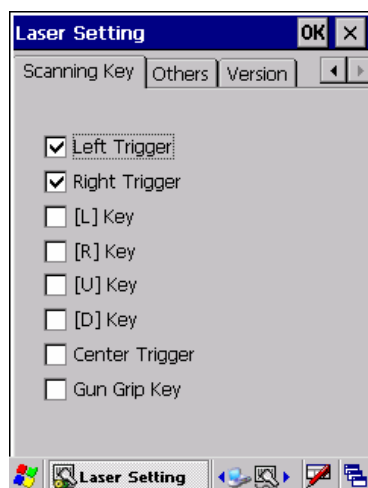 Laser Setting OK
Scanning Key Others Version
Left Trigger
Right Trigger
[L] Key
[R] Key
[U] Key
[D] Key
Center Trigger
Gun Grip Key
Laser Setting